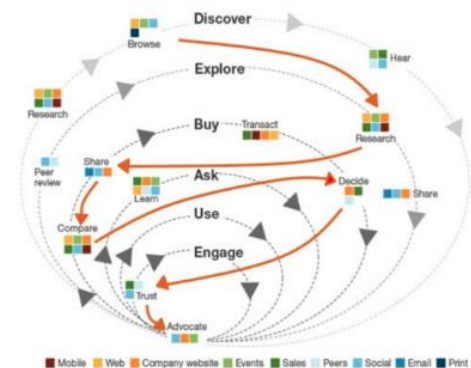 Discover
Browse
Hear
Explore
Research
Research
Buy
Transact
Share
Peer
review
Ask
Decide
Share
Learn
Use
Compare
Engage
Trust
Advocate
Mobile Web Company website Events Sales Peers Social Email Print